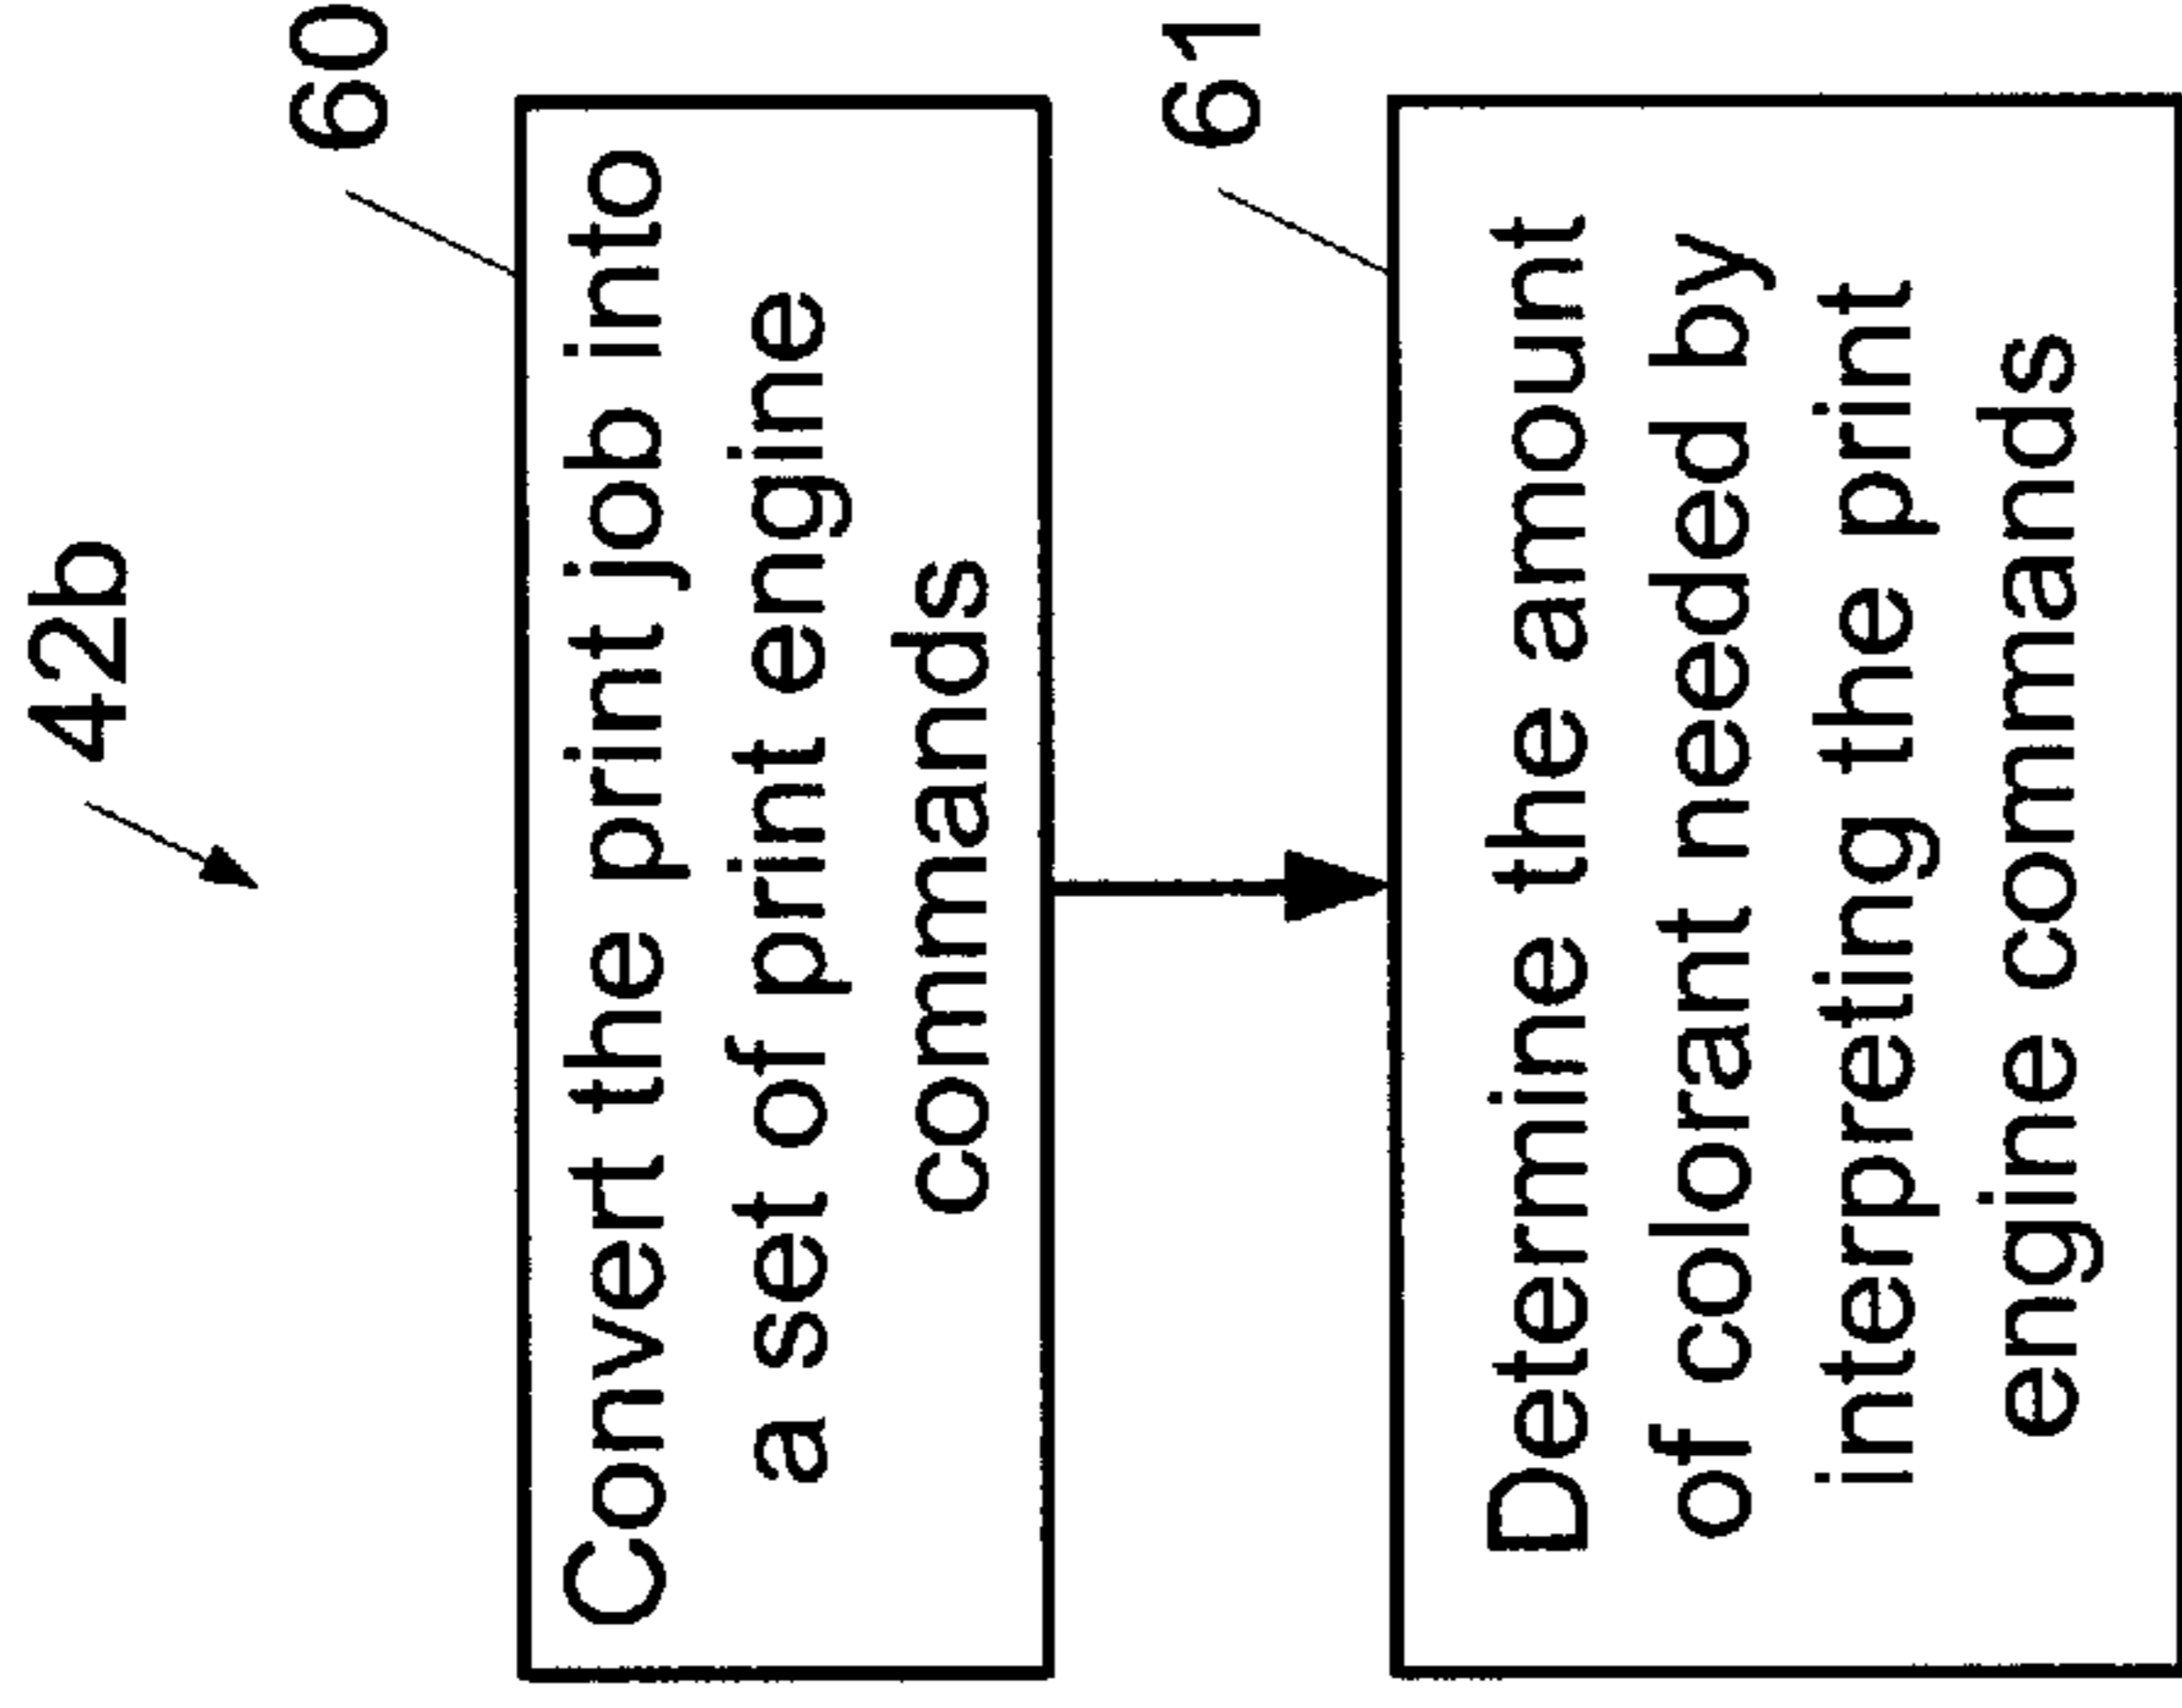 42b
60
Convert the print job into
a set of print engine
commands
61
Determine the amount
of colorant needed by
interpreting the print
engine commands